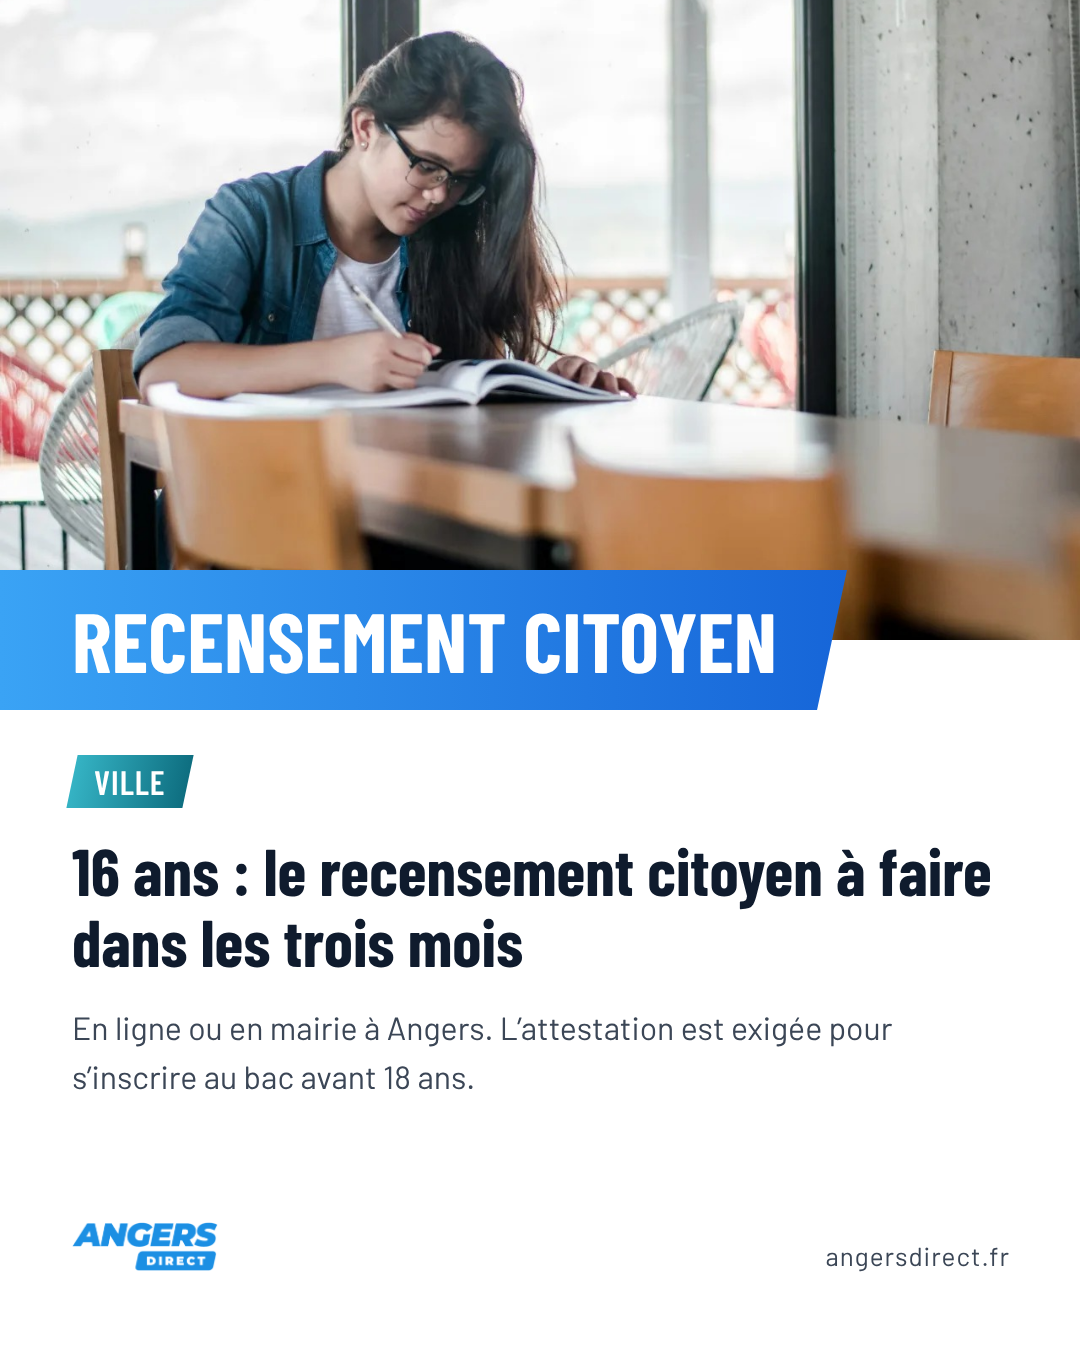 RECENSEMENT CITOYEN
VILLE
16 ans : le recensement citoyen à faire
dans les trois mois
En ligne ou en mairie à Angers. L’attestation est exigée pour
s’inscrire au bac avant 18 ans.
ANGERS
DIRECT
angersdirect.fr